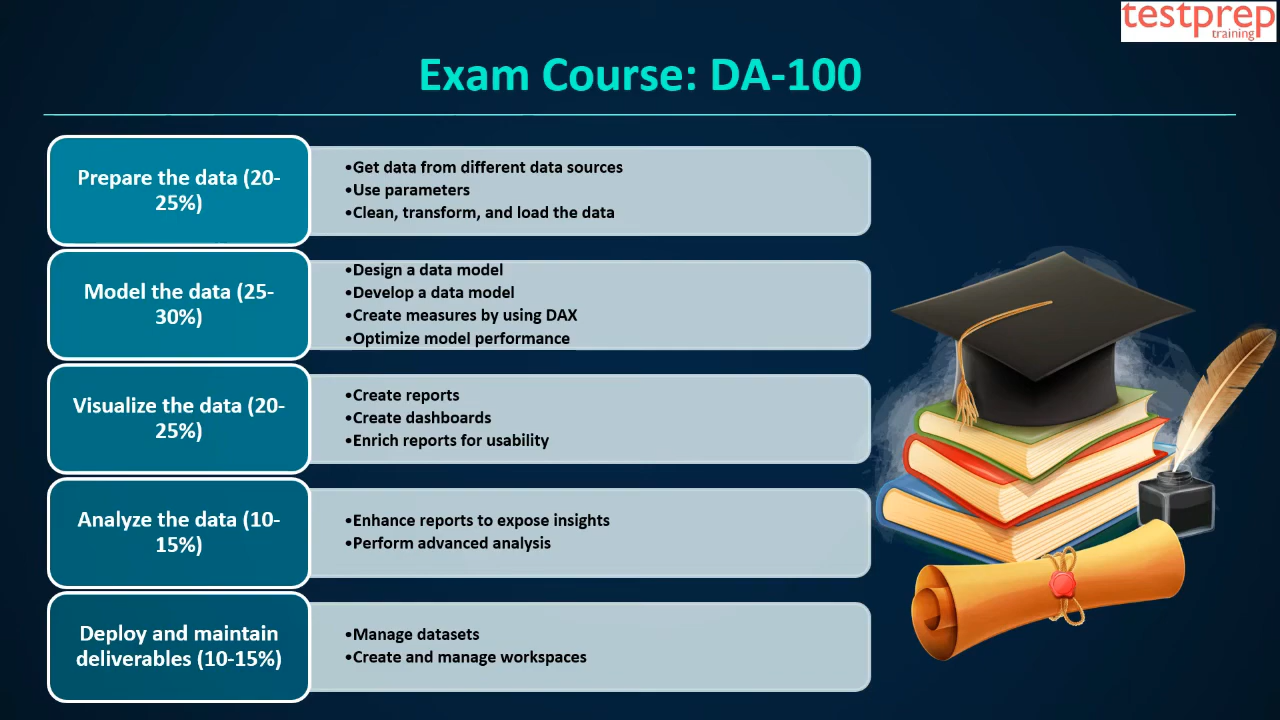 testprep
training
Exam Course: DA-100
Prepare the data (20-
25%)
•Get data from different data sources
•Use parameters
•Clean, transform, and load the data
Model the data (25-
30%)
•Design a data model
•Develop a data model
•Create measures by using DAX
•Optimize model performance
Visualize the data (20-
25%)
•Create reports
•Create dashboards
•Enrich reports for usability
Analyze the data (10-
15%)
•Enhance reports to expose insights
•Perform advanced analysis
Deploy and maintain
deliverables (10-15%)
•Manage datasets
•Create and manage workspaces